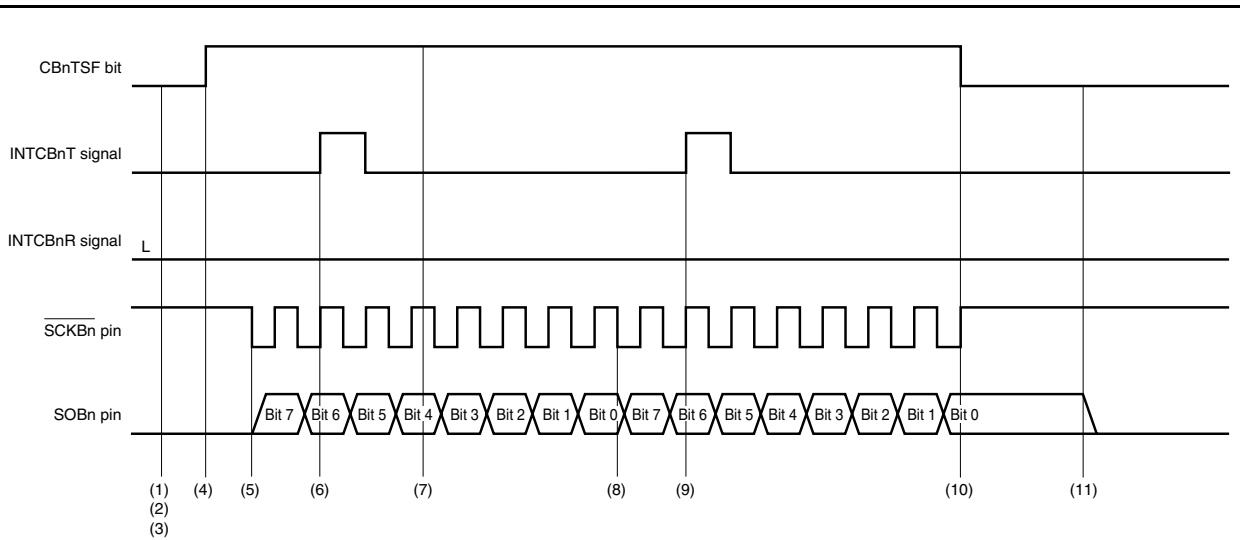 CBnTSF bit
INTCBnT signal
INTCBnR signal L
SCKBn pin
SOBn pin Bit 7 Bit 6 Bit 5 Bit 4 Bit 3 Bit 2 Bit 1 Bit 0 Bit 7 Bit 6 Bit 5 Bit 4 Bit 3 Bit 2 Bit 1 Bit 0
(1) (4) (5) (6) (7) (8) (9) (10) (11)
(2)
(3)